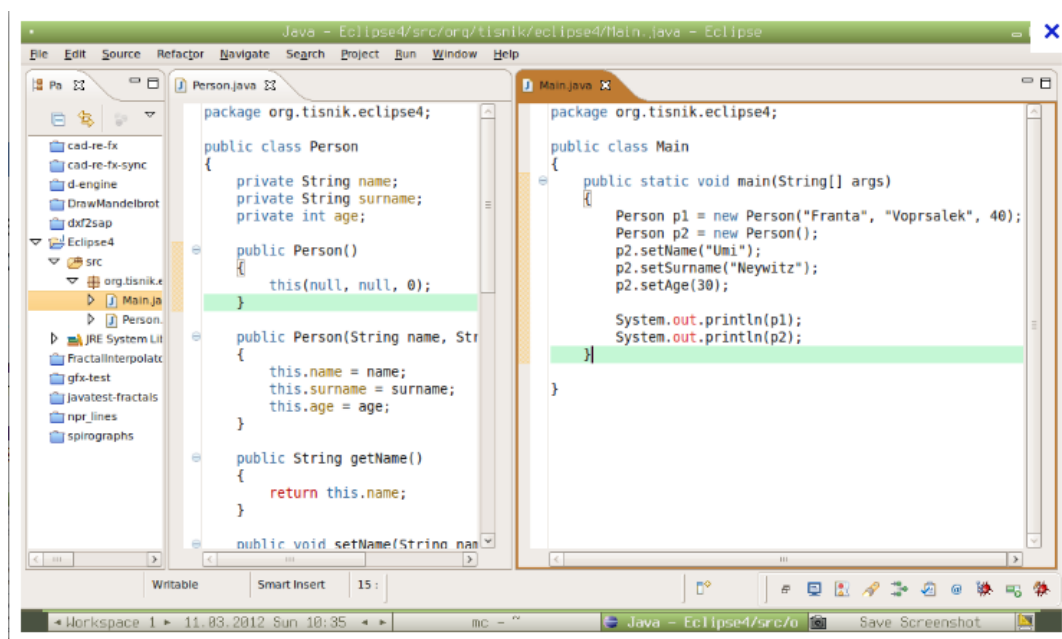 Java - Eclipse4/src/org/tisnik/eclipse4/Main.java - Eclipse
File Edit Source Refactor Navigate Search Project Run Window Help
Pa
cad-re-fx
cad-re-fx-sync
d-engine
DrawMandelbrot
dxf2sap
Eclipse4
src
org.tisnik.e
Main.ja
Person.
JRE System Lit
FractalInterpolato
gfx-test
javatest-fractals
npr_lines
spirographs
Person.java
package org.tisnik.eclipse4;
public class Person
{
private String name;
private String surname;
private int age;
public Person()
{
this(null, null, 0);
}
public Person(String name, Str
{
this.name = name;
this.surname = surname;
this.age = age;
}
public String getName()
{
return this.name;
}
public void setName(String nam
Main.java
package org.tisnik.eclipse4;
public class Main
{
public static void main(String[] args)
{
Person p1 = new Person("Franta", "Voprsalek", 40);
Person p2 = new Person();
p2.setName("Umi");
p2.setSurname("Neywitz");
p2.setAge(30);
System.out.println(p1);
System.out.println(p2);
}
}
Writable Smart Insert 15 :
Workspace 1 11.03.2012 Sun 10:35 mc - ~ Java - Eclipse4/src/o Save Screenshot